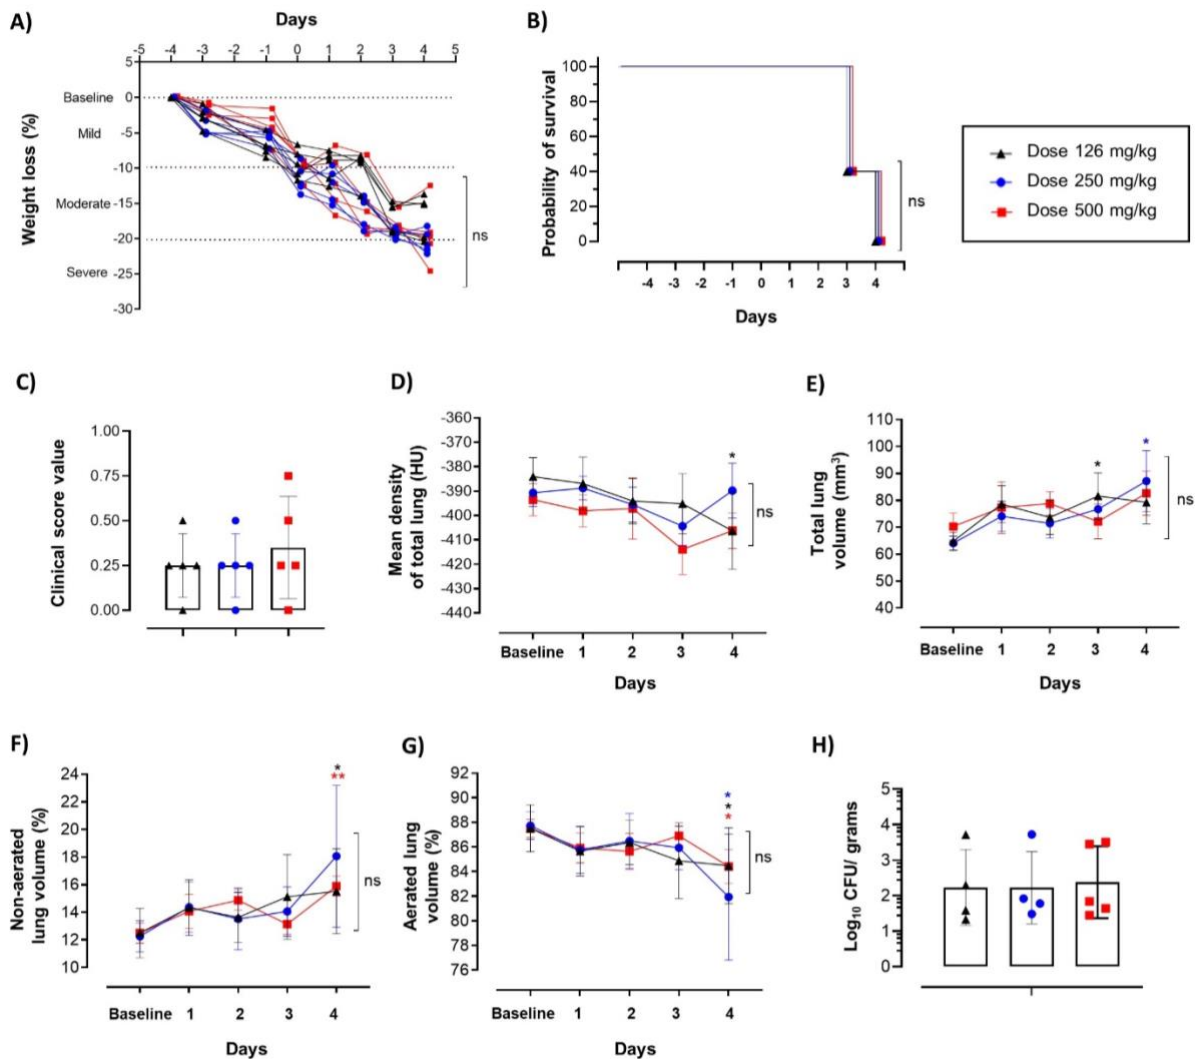 A)
Days
-5 -4 -3 -2 -1 0 1 2 3 4 5
Weight loss (%)
5
Baseline 0
Mild -5
-10
Moderate -15
-20
Severe -25
-30
ns
B)
Probability of survival
100
80
60
40
20
0
ns
-4 -3 -2 -1 0 1 2 3 4
Days
Dose 126 mg/kg
Dose 250 mg/kg
Dose 500 mg/kg
C)
Clinical score value
1.00
0.75
0.50
0.25
0.00
D)
Mean density
of total lung (HU)
-360
-370
-380
-390
-400
-410
-420
-430
-440
*
ns
Baseline 1 2 3 4
Days
E)
Total lung
volume (mm³)
110
100
90
80
70
60
50
40
*
*
ns
Baseline 1 2 3 4
Days
F)
Non-aerated
lung volume (%)
24
22
20
18
16
14
12
10
*
**
ns
Baseline 1 2 3 4
Days
G)
Aerated lung
volume (%)
92
90
88
86
84
82
80
78
76
*
*
*
ns
Baseline 1 2 3 4
Days
H)
Log₁₀ CFU/ grams
5
4
3
2
1
0